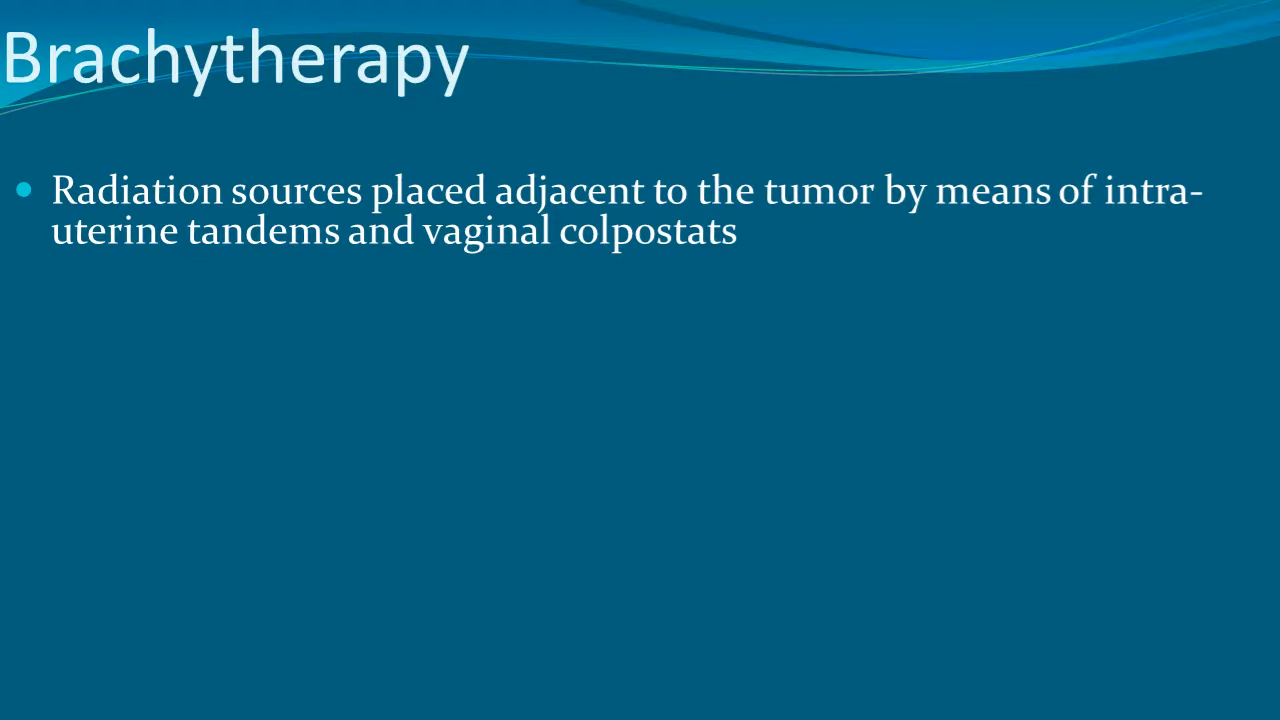 Brachytherapy
• Radiation sources placed adjacent to the tumor by means of intra-
uterine tandems and vaginal colpostats